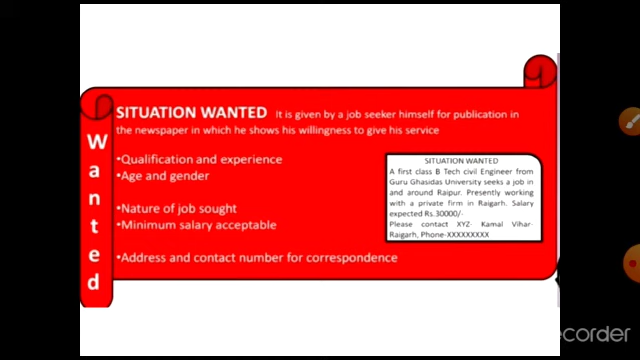 SITUATION WANTED It is given by a job seeker himself for publication in
the newspaper in which he shows his willingness to give his service
Wanted
•Qualification and experience
•Age and gender
•Nature of job sought
•Minimum salary acceptable
•Address and contact number for correspondence
SITUATION WANTED
A first class B Tech civil Engineer from
Guru Ghasidas University seeks a job in
and around Raipur. Presently working
with a private firm in Raigarh. Salary
expected Rs.30000/-
Please contact XYZ- Kamal Vihar-
Raigarh, Phone-XXXXXXXXX
ecorder